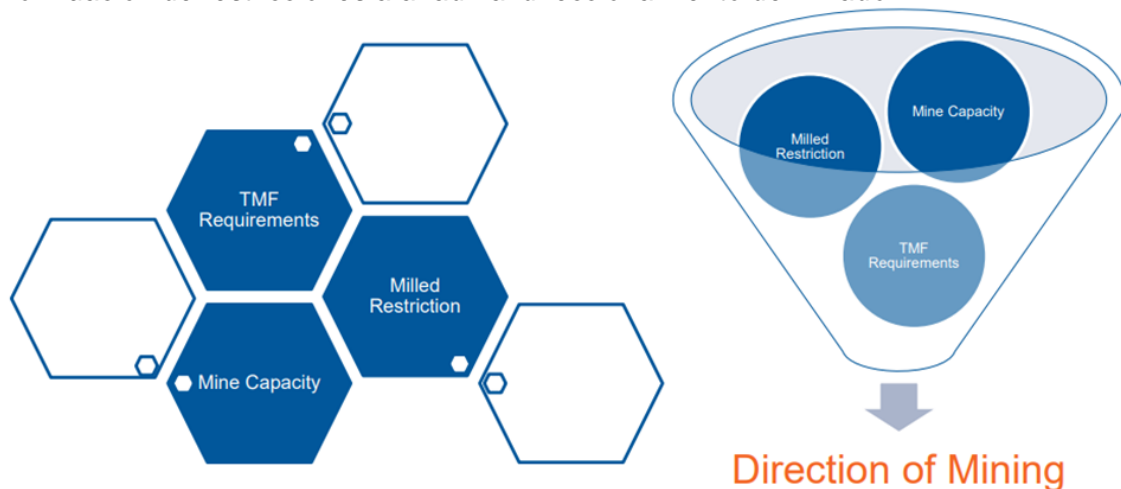 TMF
Requirements
Milled
Restriction
Mine Capacity
Mine Capacity
Milled
Restriction
TMF
Requirements
Direction of Mining